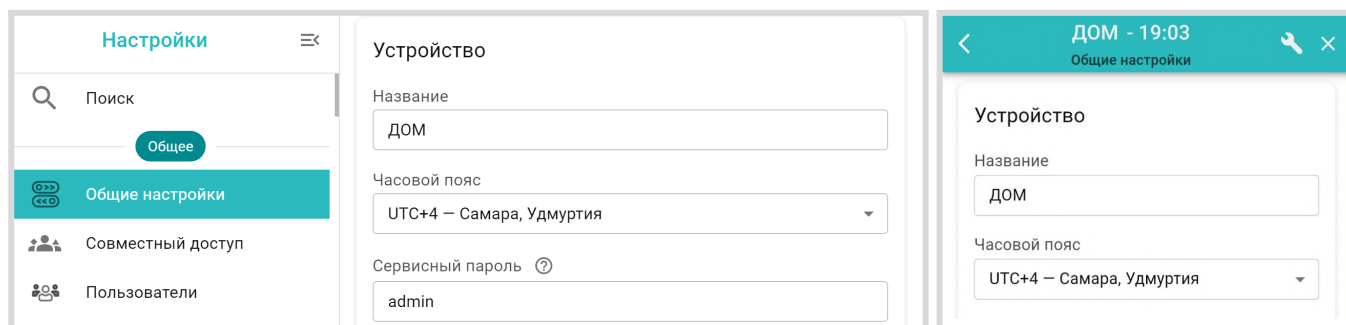 Настройки
Поиск
Общее
Общие настройки
Совместный доступ
Пользователи
Устройство
Название
ДОМ
Часовой пояс
UTC+4 — Самара, Удмуртия
Сервисный пароль
admin
ДОМ - 19:03
Общие настройки
Устройство
Название
ДОМ
Часовой пояс
UTC+4 — Самара, Удмуртия